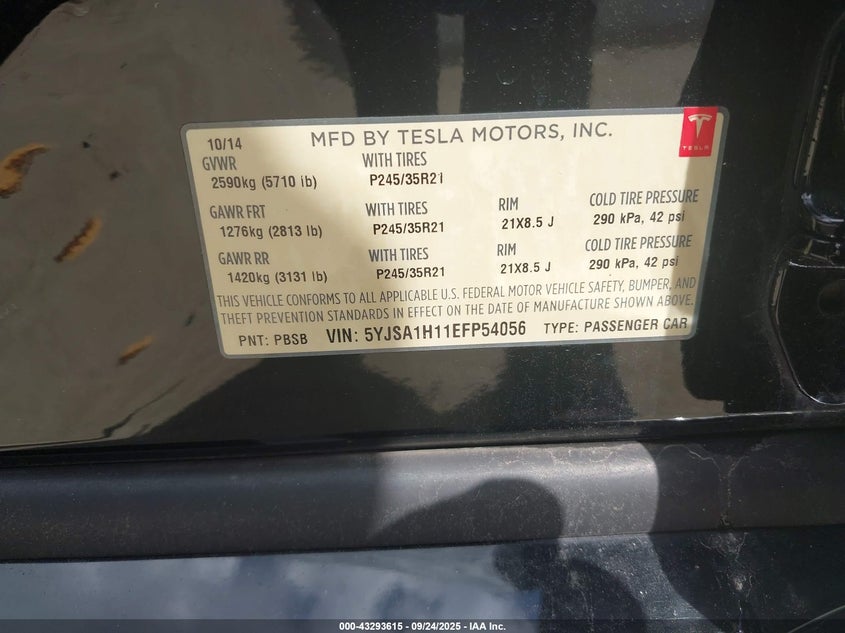 10/14 MFD BY TESLA MOTORS, INC.
TESLA
GVWR WITH TIRES
2590kg (5710 lb) P245/35R21
GAWR FRT WITH TIRES RIM COLD TIRE PRESSURE
1276kg (2813 lb) P245/35R21 21X8.5 J 290 kPa, 42 psi
GAWR RR WITH TIRES RIM COLD TIRE PRESSURE
1420kg (3131 lb) P245/35R21 21X8.5 J 290 kPa, 42 psi
THIS VEHICLE CONFORMS TO ALL APPLICABLE U.S. FEDERAL MOTOR VEHICLE SAFETY, BUMPER, AND
THEFT PREVENTION STANDARDS IN EFFECT ON THE DATE OF MANUFACTURE SHOWN ABOVE.
PNT: PBSB VIN: 5YJSA1H11EFP54056 TYPE: PASSENGER CAR
000-43293615 - 09/24/2025 - IAA Inc.